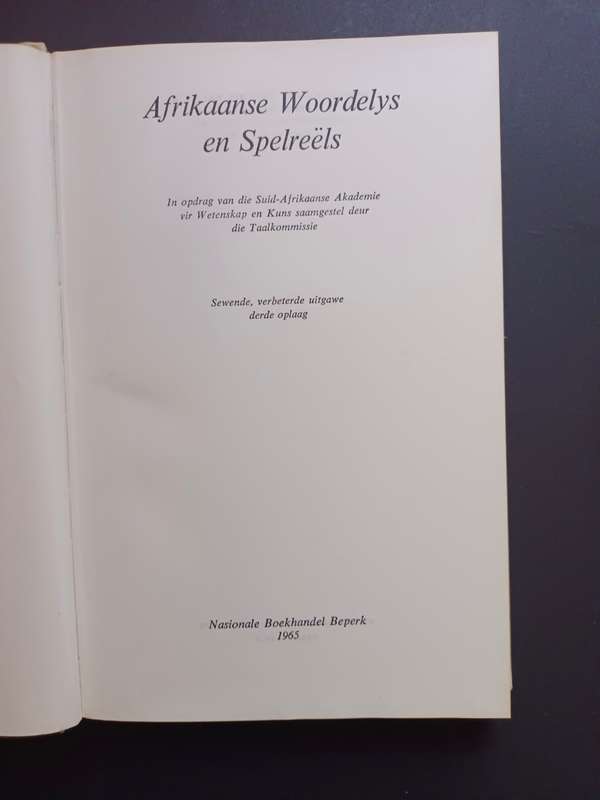 Afrikaanse Woordelys
en Spelreëls
In opdrag van die Suid-Afrikaanse Akademie
vir Wetenskap en Kuns saamgestel deur
die Taalkommissie
Sewende, verbeterde uitgawe
derde oplaag
Nasionale Boekhandel Beperk
1965